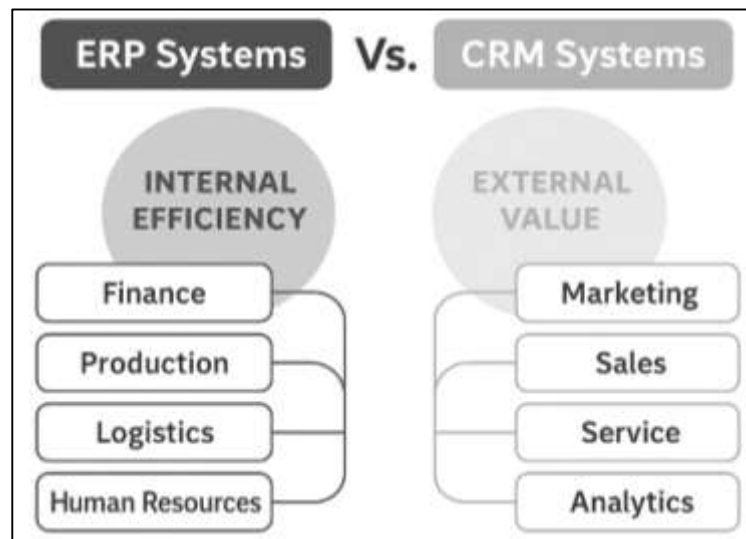 ERP Systems Vs. CRM Systems
INTERNAL
EFFICIENCY
EXTERNAL
VALUE
Finance
Production
Logistics
Human Resources
Marketing
Sales
Service
Analytics